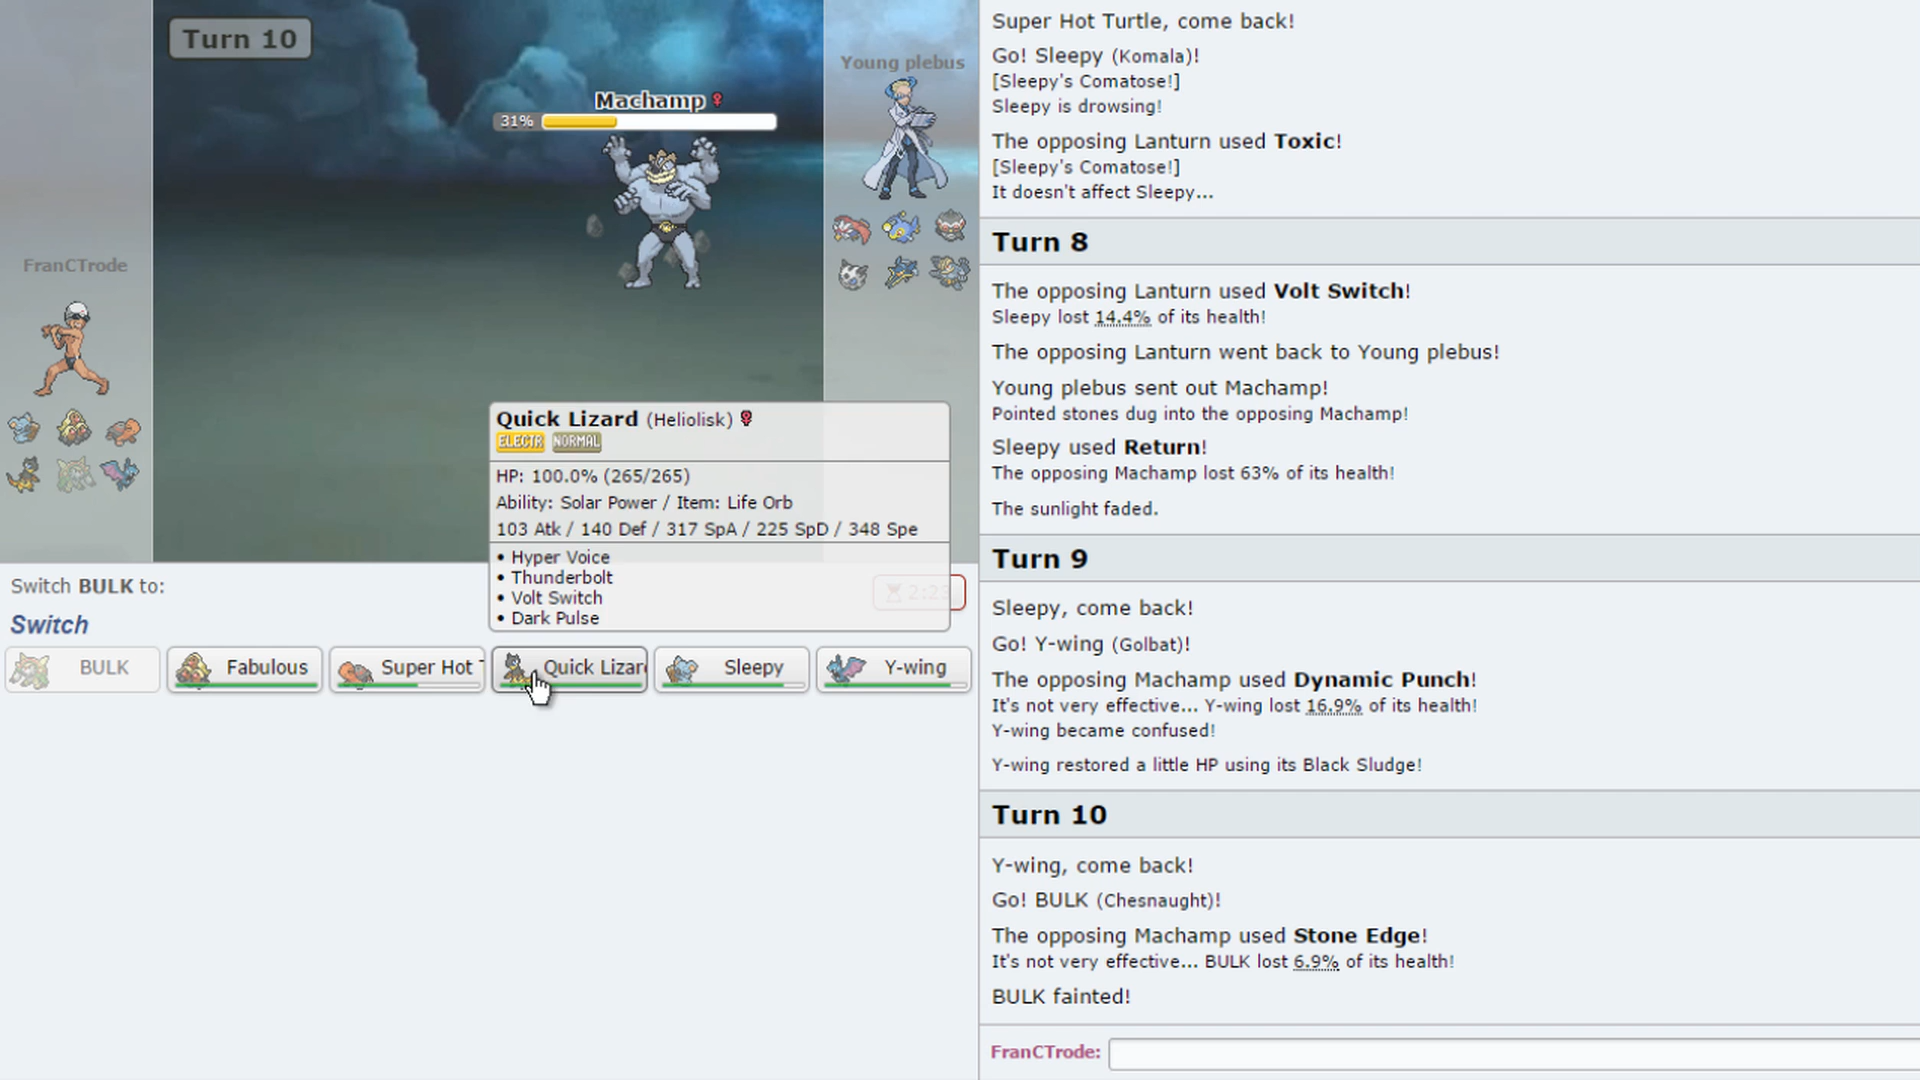 Turn 10
Young plebus
Machamp
31%
FranCTrode
Quick Lizard (Heliolisk)
ELECTR NORMAL
HP: 100.0% (265/265)
Ability: Solar Power / Item: Life Orb
103 Atk / 140 Def / 317 SpA / 225 SpD / 348 Spe
• Hyper Voice
• Thunderbolt
• Volt Switch
• Dark Pulse
Switch BULK to:
Switch
BULK
Fabulous
Super Hot
Quick Lizar
Sleepy
Y-wing
Super Hot Turtle, come back!
Go! Sleepy (Komala)!
[Sleepy's Comatose!]
Sleepy is drowsing!
The opposing Lanturn used Toxic!
[Sleepy's Comatose!]
It doesn't affect Sleepy...
Turn 8
The opposing Lanturn used Volt Switch!
Sleepy lost 14.4% of its health!
The opposing Lanturn went back to Young plebus!
Young plebus sent out Machamp!
Pointed stones dug into the opposing Machamp!
Sleepy used Return!
The opposing Machamp lost 63% of its health!
The sunlight faded.
Turn 9
Sleepy, come back!
Go! Y-wing (Golbat)!
The opposing Machamp used Dynamic Punch!
It's not very effective... Y-wing lost 16.9% of its health!
Y-wing became confused!
Y-wing restored a little HP using its Black Sludge!
Turn 10
Y-wing, come back!
Go! BULK (Chesnaught)!
The opposing Machamp used Stone Edge!
It's not very effective... BULK lost 6.9% of its health!
BULK fainted!
FranCTrode: